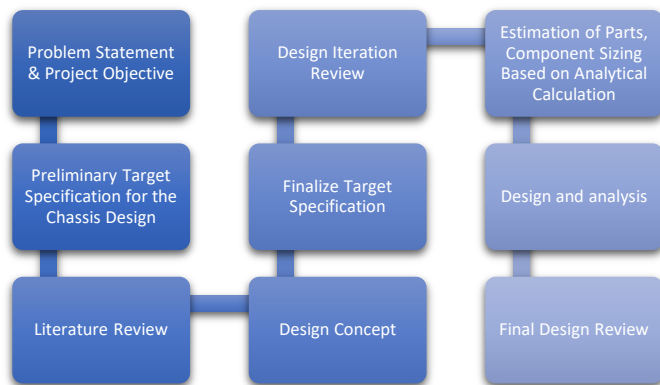 Problem Statement
& Project Objective
Preliminary Target
Specification for the
Chassis Design
Literature Review
Design Concept
Finalize Target
Specification
Design Iteration
Review
Estimation of Parts,
Component Sizing
Based on Analytical
Calculation
Design and analysis
Final Design Review